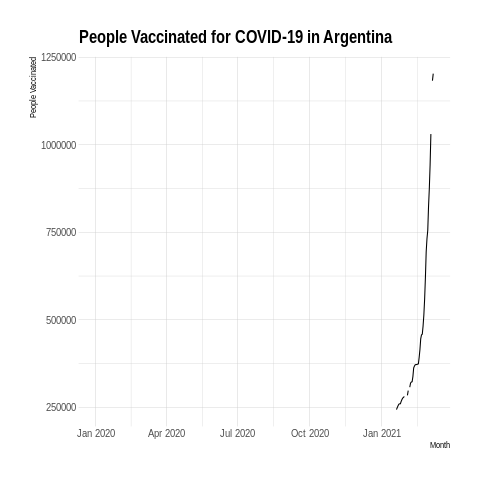 People Vaccinated for COVID-19 in Argentina
People Vaccinated
1250000
1000000
750000
500000
250000
Jan 2020 Apr 2020 Jul 2020 Oct 2020 Jan 2021
Month